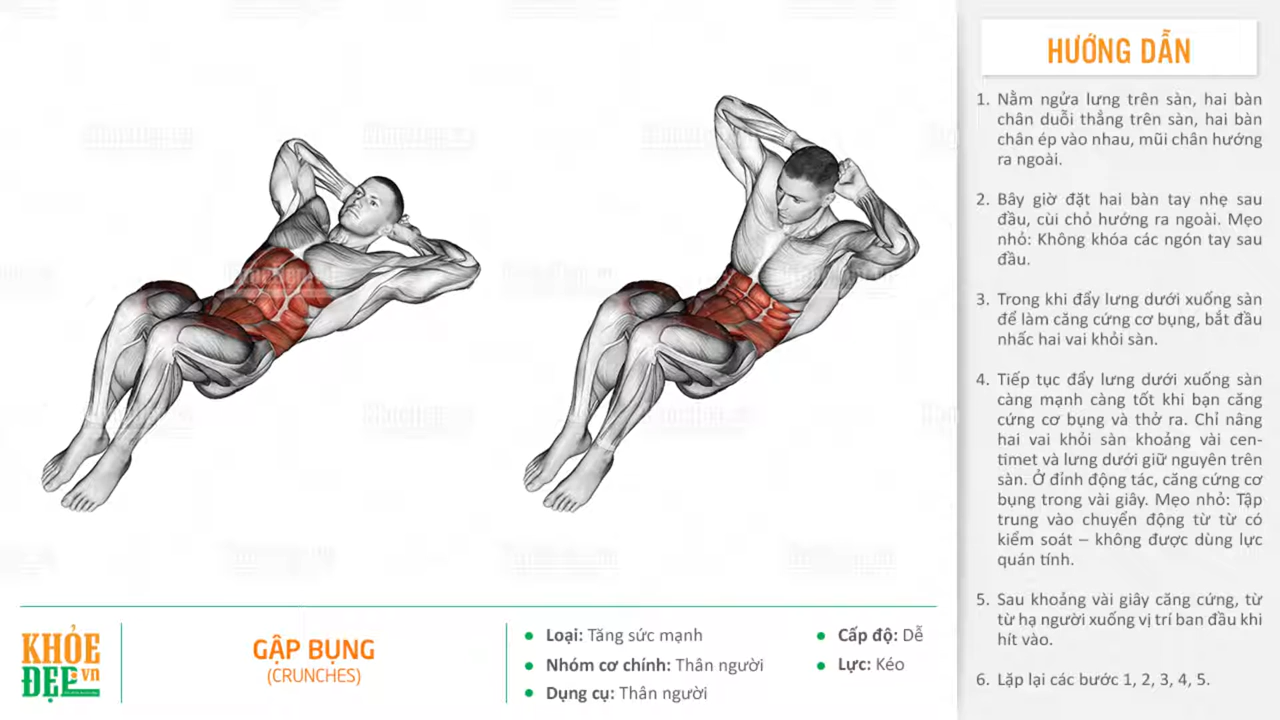 HƯỚNG DẪN
1. Nằm ngửa lưng trên sàn, hai bàn
chân duỗi thẳng trên sàn, hai bàn
chân ép vào nhau, mũi chân hướng
ra ngoài.
2. Bây giờ đặt hai bàn tay nhẹ sau
đầu, cùi chỏ hướng ra ngoài. Mẹo
nhỏ: Không khóa các ngón tay sau
đầu.
3. Trong khi đẩy lưng dưới xuống sàn
để làm căng cứng cơ bụng, bắt đầu
nhấc hai vai khỏi sàn.
4. Tiếp tục đẩy lưng dưới xuống sàn
càng mạnh càng tốt khi bạn căng
cứng cơ bụng và thở ra. Chỉ nâng
hai vai khỏi sàn khoảng vài cen-
timet và lưng dưới giữ nguyên trên
sàn. Ở đỉnh động tác, căng cứng cơ
bụng trong vài giây. Mẹo nhỏ: Tập
trung vào chuyển động từ từ có
kiểm soát – không được dùng lực
quán tính.
5. Sau khoảng vài giây căng cứng, từ
từ hạ người xuống vị trí ban đầu khi
hít vào.
6. Lặp lại các bước 1, 2, 3, 4, 5.
KHỎE
ĐẸP.vn
GẬP BỤNG
(CRUNCHES)
Loại: Tăng sức mạnh
Nhóm cơ chính: Thân người
Dụng cụ: Thân người
Cấp độ: Dễ
Lực: Kéo